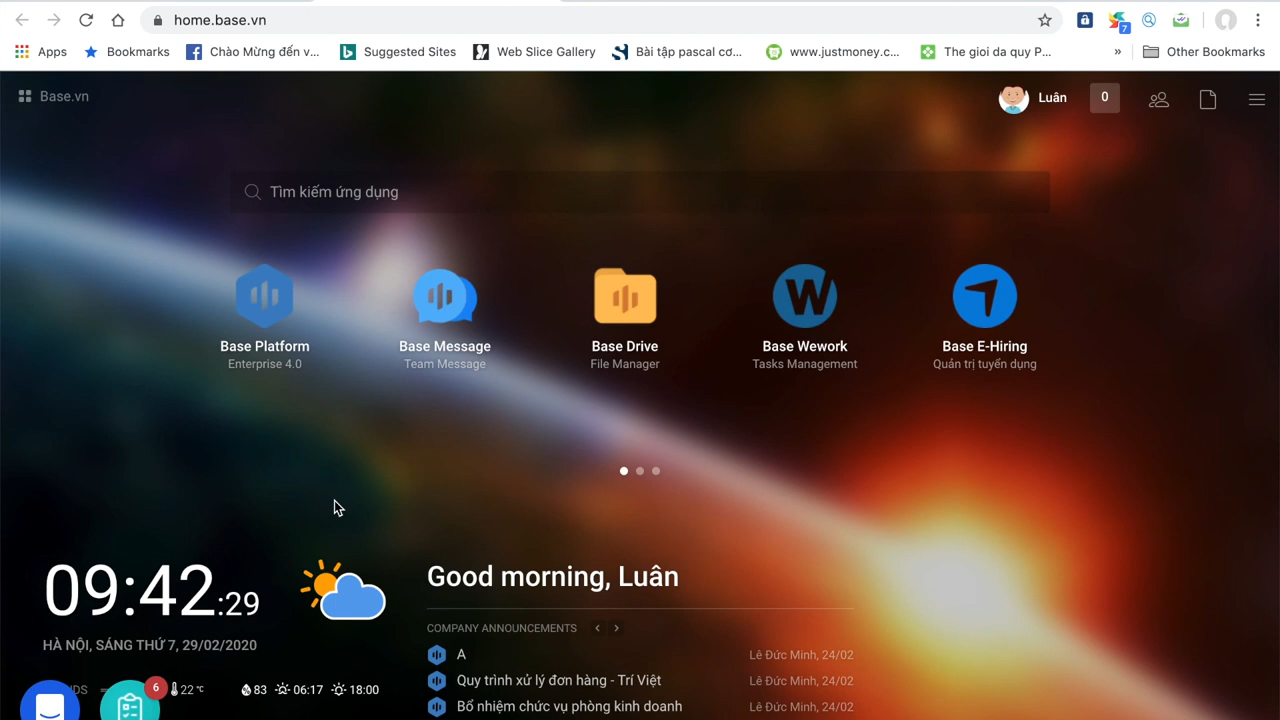 home.base.vn
7
Apps
Bookmarks
Chào Mừng đến v...
Suggested Sites
Web Slice Gallery
Bài tập pascal cơ...
www.justmoney.c...
The gioi da quy P...
»
Other Bookmarks
Base.vn
Luân
0
Tìm kiếm ứng dụng
Base Platform
Enterprise 4.0
Base Message
Team Message
Base Drive
File Manager
W
Base Wework
Tasks Management
Base E-Hiring
Quản trị tuyển dụng
09:42:29
HÀ NỘI, SÁNG THỨ 7, 29/02/2020
6
22 °C
83
06:17
18:00
Good morning, Luân
COMPANY ANNOUNCEMENTS
A
Lê Đức Minh, 24/02
Quy trình xử lý đơn hàng - Trí Việt
Lê Đức Minh, 24/02
Bổ nhiệm chức vụ phòng kinh doanh
Lê Đức Minh, 24/02